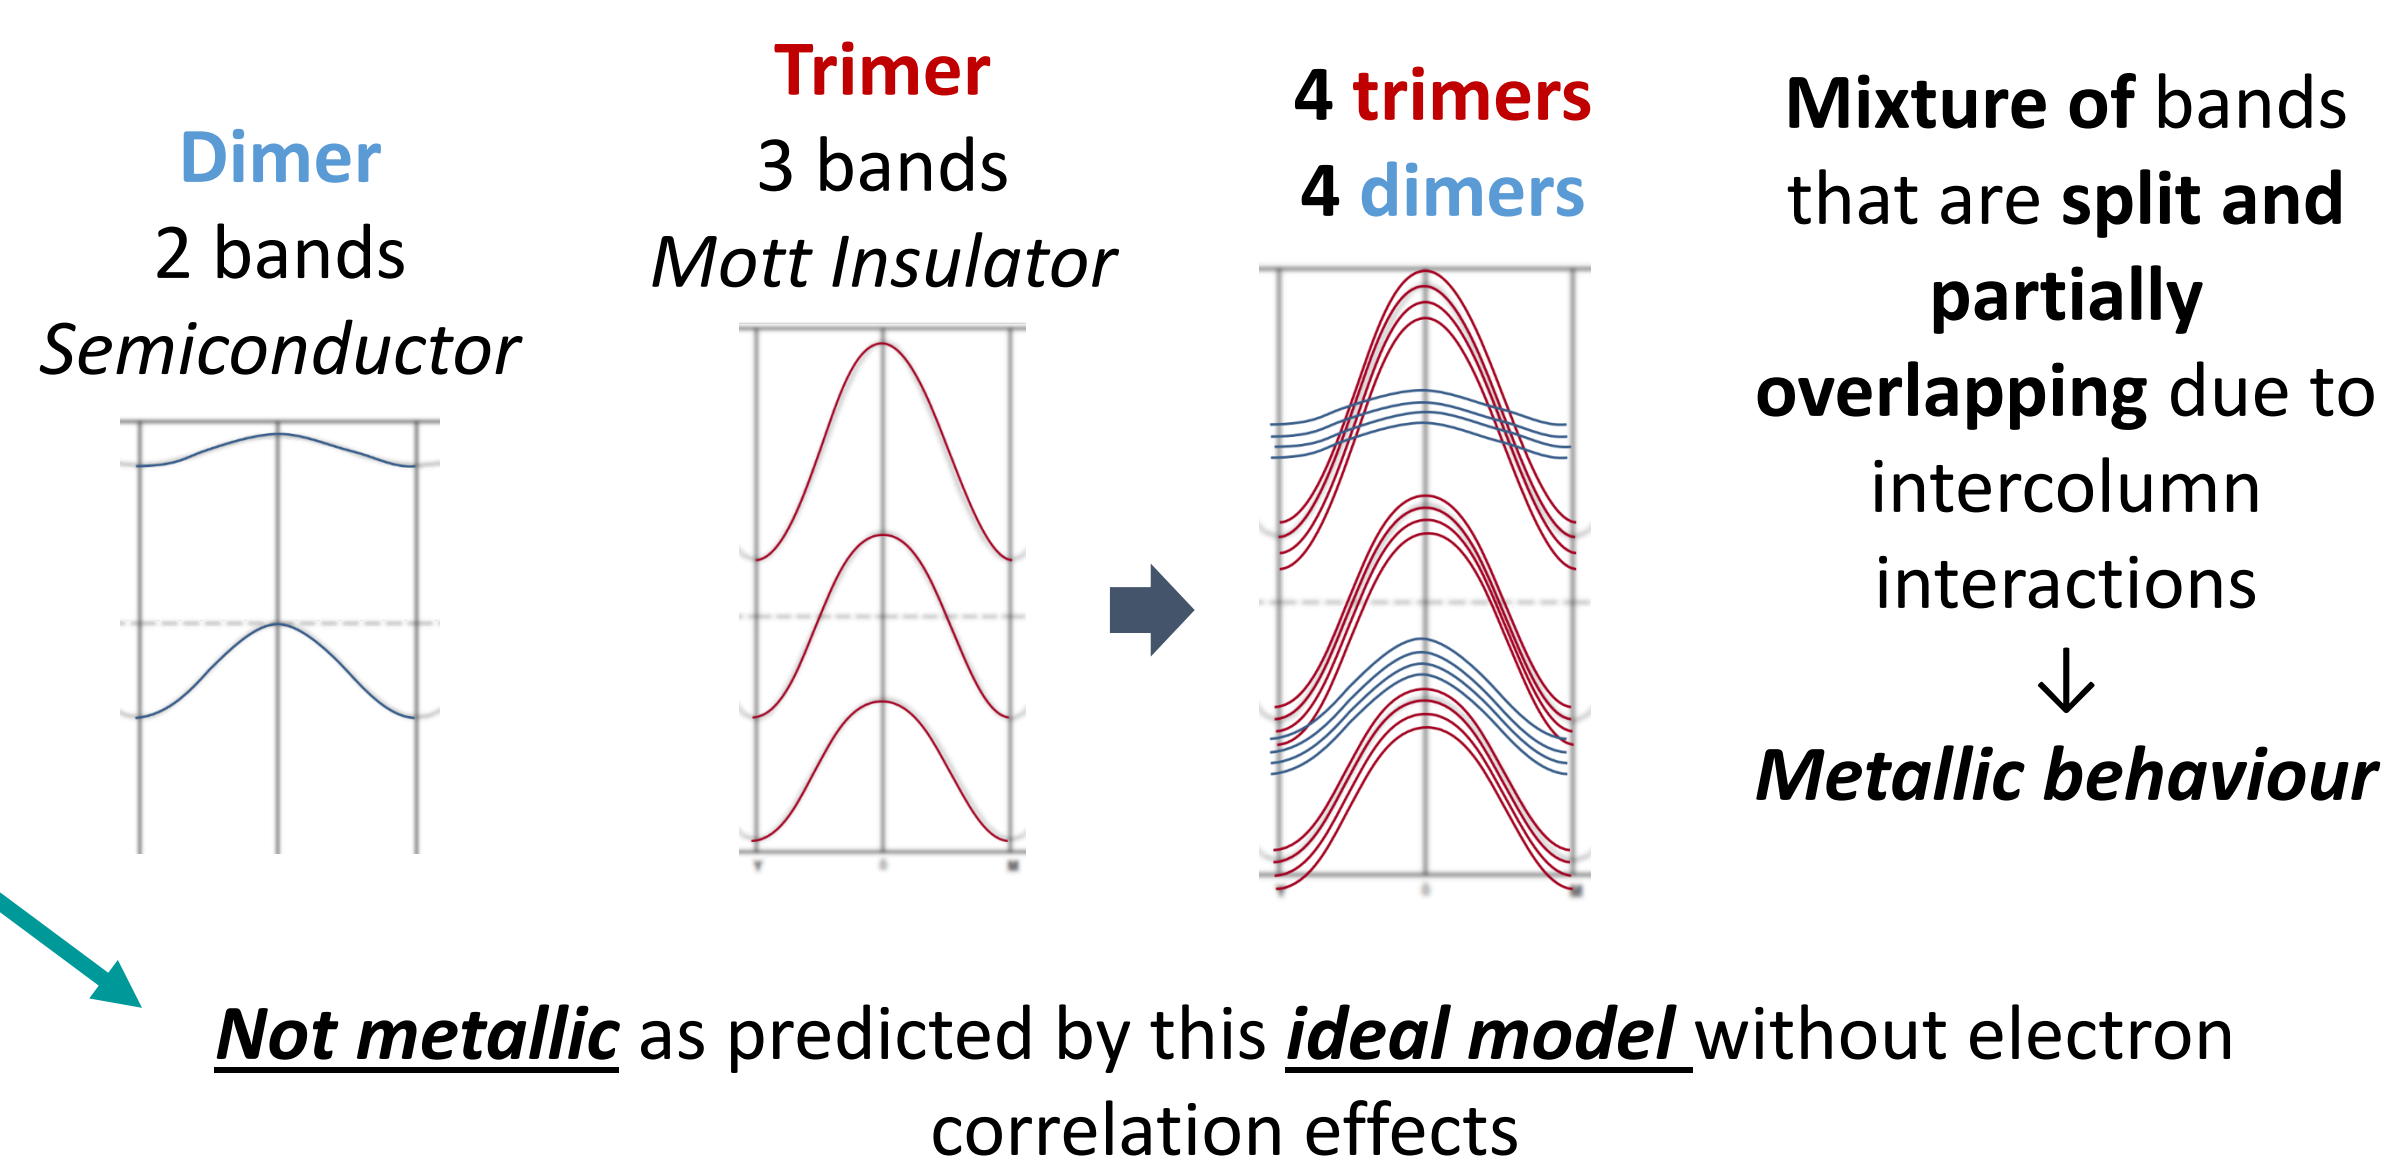 Dimer
2 bands
Semiconductor
Trimer
3 bands
Mott Insulator
Y
M
4 trimers
4 dimers
M
Mixture of bands
that are split and
partially
overlapping due to
intercolumn
interactions
↓
Metallic behaviour
Not metallic as predicted by this ideal model without electron
correlation effects